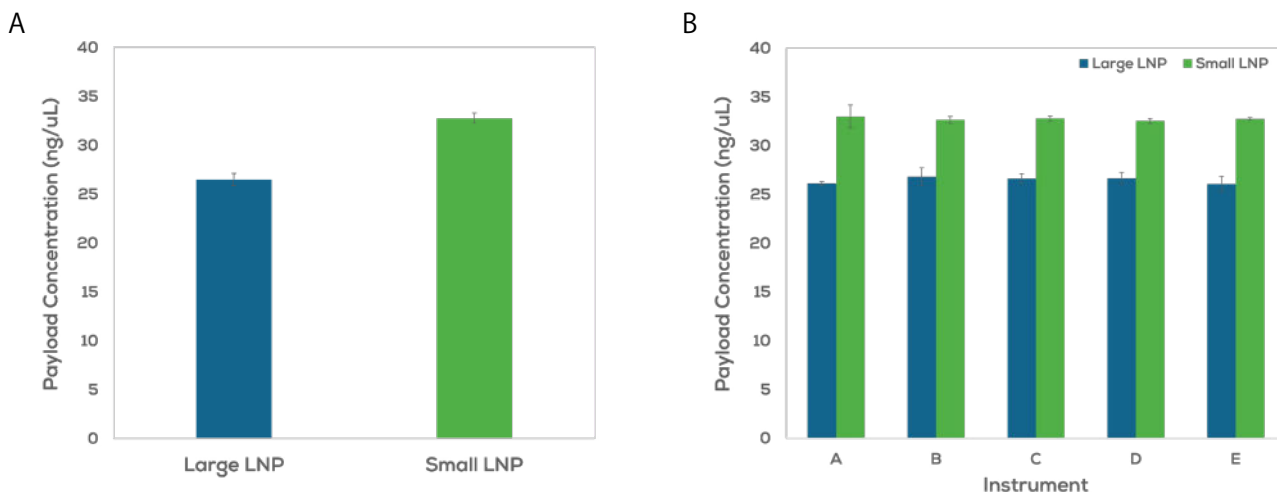 A
Payload Concentration (ng/uL)
40
35
30
25
20
15
10
5
0
Large LNP Small LNP
B
Payload Concentration (ng/uL)
Large LNP Small LNP
40
35
30
25
20
15
10
5
0
A B C D E
Instrument